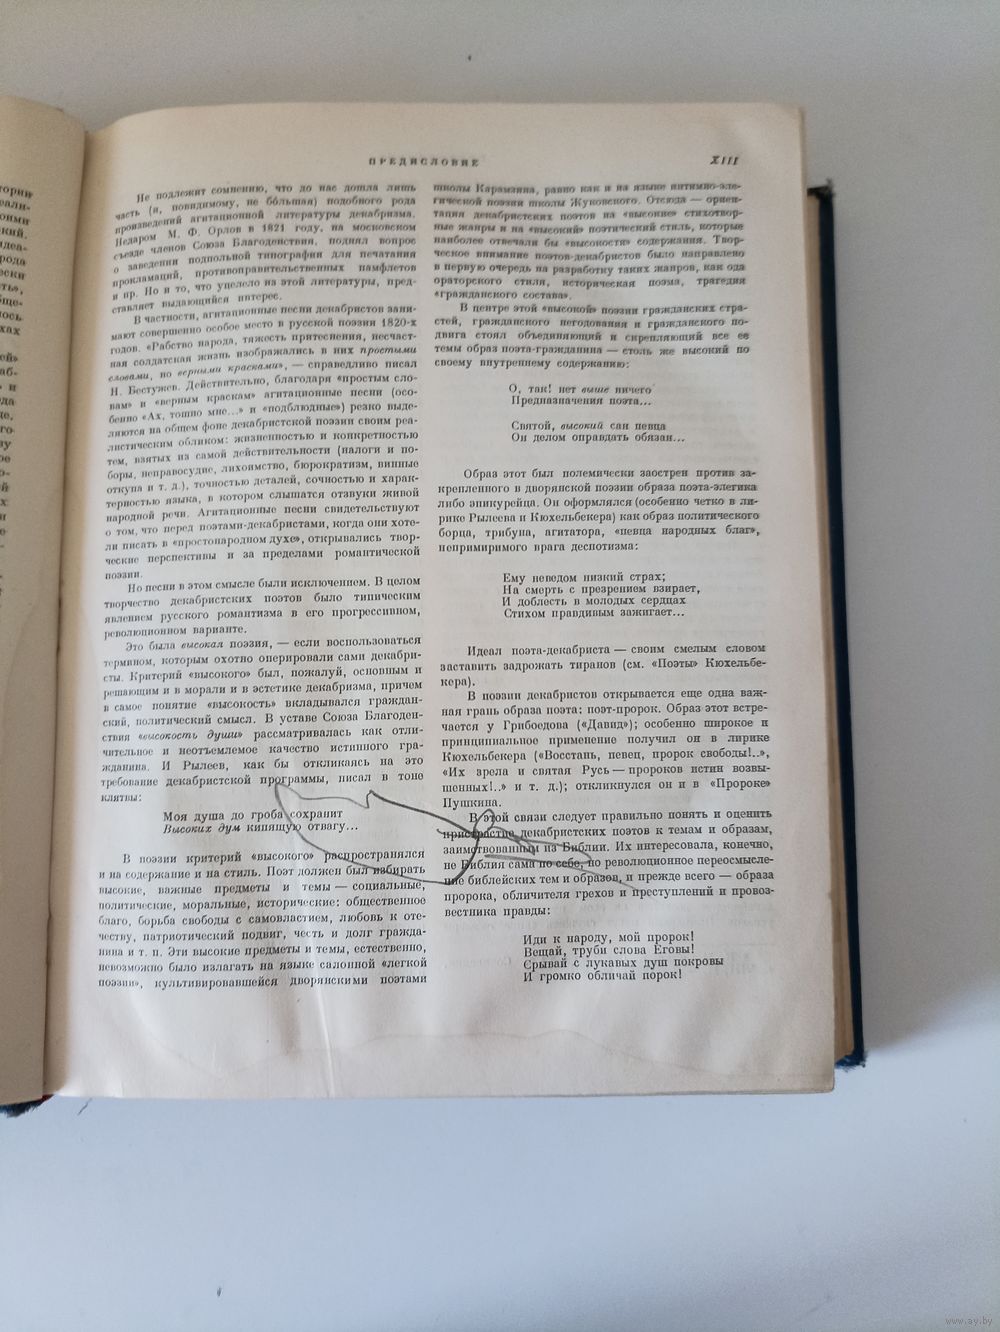 ПРЕДИСЛОВИЕ
XIII
Не подлежит сомнению, что до нас дошла лишь
часть (и, повидимому, не бо́льшая) подобного рода
произведений агитационной литературы декабризма.
Недаром М. Ф. Орлов в 1821 году, на московском
съезде членов Союза Благоденствия, поднял вопрос
о заведении подпольной типографии для печатания
прокламаций, противоправительственных памфлетов
и пр. Но и то, что уцелело из этой литературы, пред-
ставляет выдающийся интерес.
В частности, агитационные песни декабристов зани-
мают совершенно особое место в русской поэзии 1820-х
годов. «Рабство народа, тяжесть притеснения, несчаст-
ная солдатская жизнь изображались в них простыми
словами, но верными красками», — справедливо писал
Н. Бестужев. Действительно, благодаря «простым сло-
вам» и «верным краскам» агитационные песни (осо-
бенно «Ах, тошно мне...» и «подблюдные») резко выде-
ляются на общем фоне декабристской поэзии своим реа-
листическим обликом: жизненностью и конкретностью
тем, взятых из самой действительности (налоги и по-
боры, неправосудие, лихоимство, бюрократизм, винные
откупа и т. д.), точностью деталей, сочностью и харак-
терностью языка, в котором слышатся отзвуки живой
народной речи. Агитационные песни свидетельствуют
о том, что перед поэтами-декабристами, когда они хоте-
ли писать в «простонародном духе», открывались твор-
ческие перспективы и за пределами романтической
поэзии.
Но песни в этом смысле были исключением. В целом
творчество декабристских поэтов было типическим
явлением русского романтизма в его прогрессивном,
революционном варианте.
Это была высокая поэзия, — если воспользоваться
термином, которым охотно оперировали сами декабри-
сты. Критерий «высокого» был, пожалуй, основным и
решающим и в морали и в эстетике декабризма, причем
в самое понятие «высокость» вкладывался граждан-
ский, политический смысл. В уставе Союза Благоден-
ствия «высокость души» рассматривалась как отли-
чительное и неотъемлемое качество истинного гра-
жданина. И Рылеев, как бы откликаясь на это
требование декабристской программы, писал в тоне
клятвы:
Моя душа до гроба сохранит
Высоких дум кипящую отвагу...
В поэзии критерий «высокого» распространялся
и на содержание и на стиль. Поэт должен был избирать
высокие, важные предметы и темы — социальные,
политические, моральные, исторические: общественное
благо, борьба свободы с самовластием, любовь к оте-
честву, патриотический подвиг, честь и долг гражда-
нина и т. п. Эти высокие предметы и темы, естественно,
невозможно было излагать на языке салонной «легкой
поэзии», культивировавшейся дворянскими поэтами
школы Карамзина, равно как и на языке интимно-эле-
гической поэзии школы Жуковского. Отсюда — ориен-
тация декабристских поэтов на «высокие» стихотвор-
ные жанры и на «высокий» поэтический стиль, которые
наиболее отвечали бы «высокости» содержания. Твор-
ческое внимание поэтов-декабристов было направлено
в первую очередь на разработку таких жанров, как ода
ораторского стиля, историческая поэма, трагедия
«гражданского состава».
В центре этой «высокой» поэзии гражданских стра-
стей, гражданского негодования и гражданского по-
двига стоял объединяющий и скрепляющий все ее
темы образ поэта-гражданина — столь же высокий по
своему внутреннему содержанию:
О, так! нет выше ничего
Предназначения поэта...
Святой, высокий сан певца
Он делом оправдать обязан...
Образ этот был полемически заострен против за-
крепленного в дворянской поэзии образа поэта-элегика
либо эпикурейца. Он оформлялся (особенно четко в ли-
рике Рылеева и Кюхельбекера) как образ политического
борца, трибуна, агитатора, «певца народных благ»,
непримиримого врага деспотизма:
Ему неведом низкий страх;
На смерть с презрением взирает,
И доблесть в молодых сердцах
Стихом правдивым зажигает...
Идеал поэта-декабриста — своим смелым словом
заставить задрожать тиранов (см. «Поэты» Кюхельбе-
кера).
В поэзии декабристов открывается еще одна важ-
ная грань образа поэта: поэт-пророк. Образ этот встре-
чается у Грибоедова («Давид»); особенно широкое и
принципиальное применение получил он в лирике
Кюхельбекера («Восстань, певец, пророк свободы!..»,
«Их зрела и святая Русь — пророков истин возвы-
шенных!..» и т. д.); откликнулся он и в «Пророке»
Пушкина.
В этой связи следует правильно понять и оценить
пристрастие декабристских поэтов к темам и образам,
заимствованным из Библии. Их интересовала, конечно,
не Библия сама по себе, но революционное переосмысле-
ние библейских тем и образов, и прежде всего — образа
пророка, обличителя грехов и преступлений и провоз-
вестника правды:
Иди к народу, мой пророк!
Вещай, труби слова Еговы!
Срывай с лукавых душ покровы
И громко обличай порок!
www.ay.by